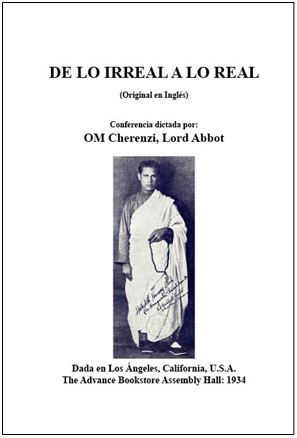 DE LO IRREAL A LO REAL
(Original en Inglés)
Conferencia dictada por:
OM Cherenzi, Lord Abbot
Dada en Los Ángeles, California, U.S.A.
The Advance Bookstore Assembly Hall: 1934